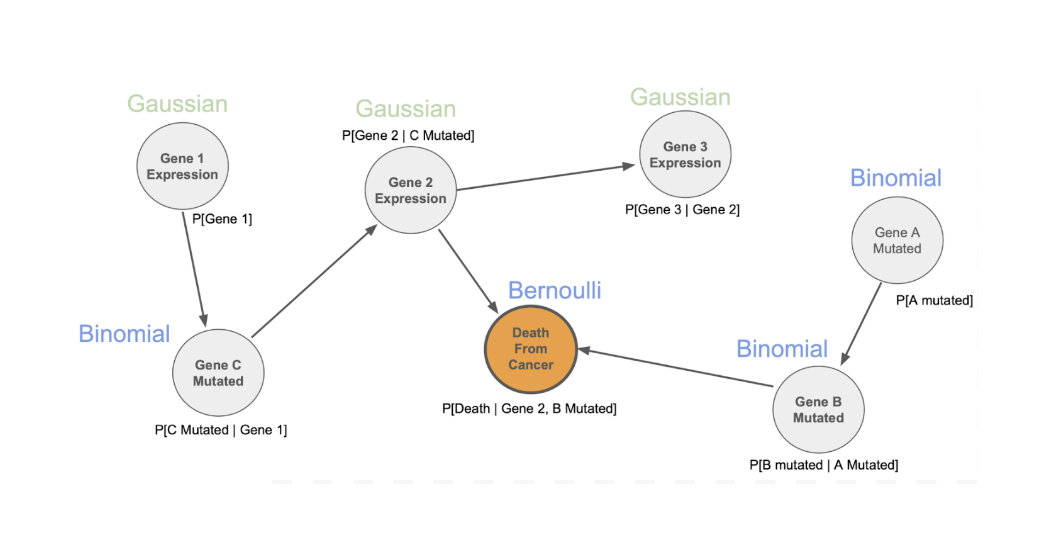 Gaussian
Gene 1
Expression
P[Gene 1]
Gaussian
P[Gene 2 | C Mutated]
Gene 2
Expression
Gaussian
Gene 3
Expression
P[Gene 3 | Gene 2]
Binomial
Gene A
Mutated
P[A mutated]
Binomial
Gene C
Mutated
P[C Mutated | Gene 1]
Bernoulli
Death
From
Cancer
P[Death | Gene 2, B Mutated]
Binomial
Gene B
Mutated
P[B mutated | A Mutated]